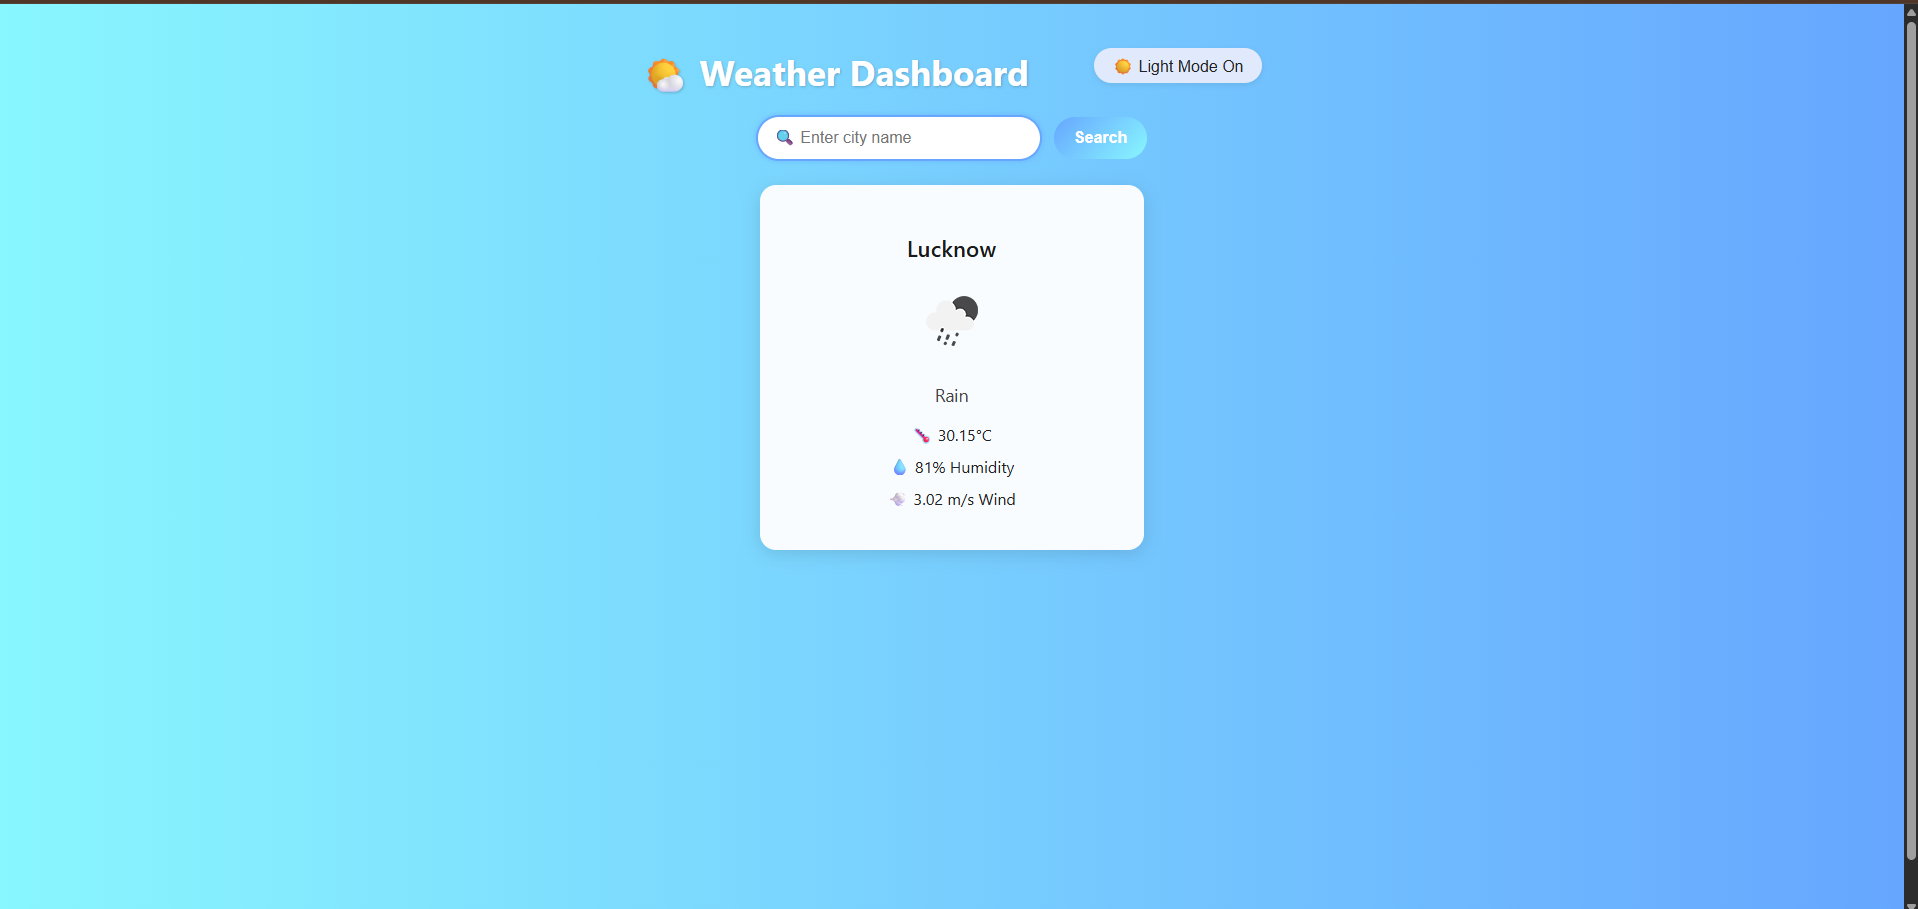 Weather Dashboard
Light Mode On
Enter city name
Search
Lucknow
Rain
30.15°C
81% Humidity
3.02 m/s Wind